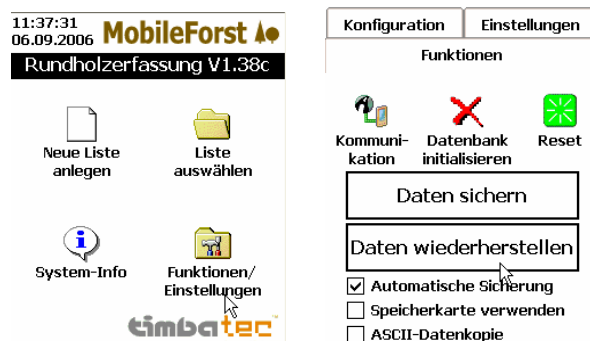 11:37:31
06.09.2006 MobileForst
Rundholzerfassung V1.38c
Neue Liste
anlegen
Liste
auswählen
System-Info
Funktionen/
Einstellungen
timbatec
Konfiguration
Einstellungen
Funktionen
Kommuni-
kation
Datenbank
initialisieren
Reset
Daten sichern
Daten wiederherstellen
Automatische Sicherung
Speicherkarte verwenden
ASCII-Datenkopie